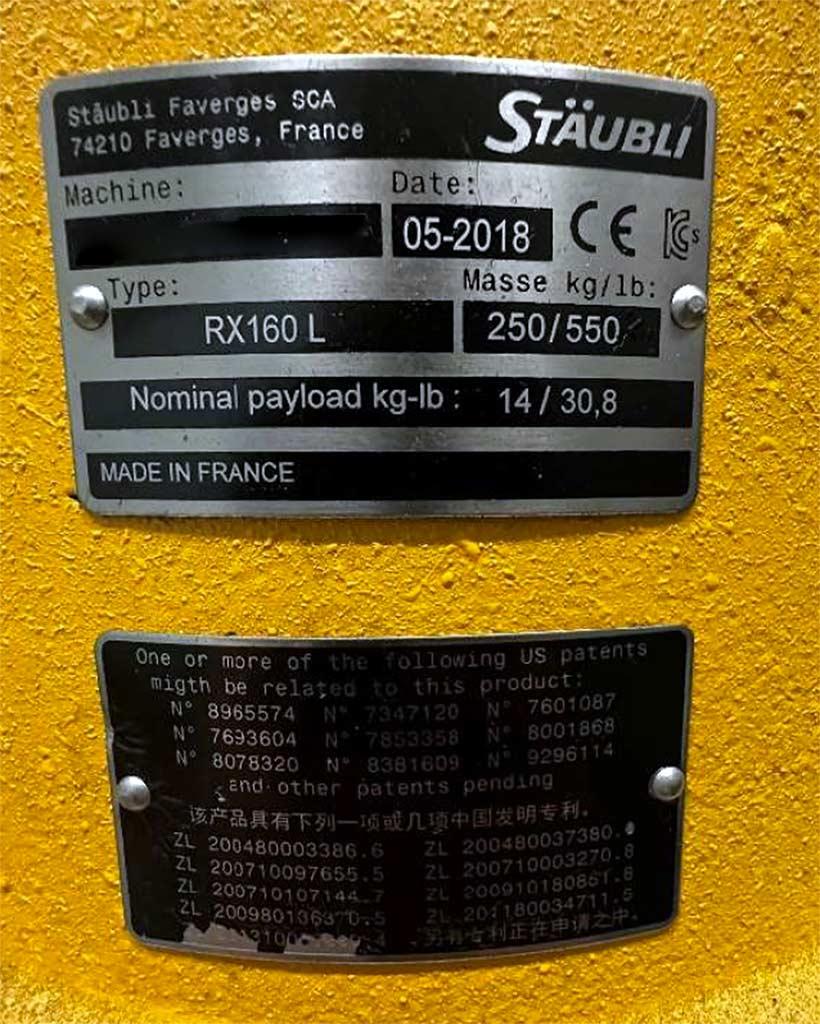 Stäubli Faverges SCA
74210 Faverges, France
STÄUBLI
Machine:
Date:
05-2018
CE
Type:
Masse kg/lb:
RX160 L
250/550
Nominal payload kg-lb : 14 / 30,8
MADE IN FRANCE
One or more of the following US patents
migth be related to this product:
N° 8965574 N° 7347120 N° 7601087
N° 7693604 N° 7853358 N° 8001868
N° 8078320 N° 8381609 N° 9296114
and other patents pending
该产品具有下列一项或几项中国发明专利.
ZL 200480003386.6 ZL 200480037380.
ZL 200710097655.5 ZL 200710003270.8
ZL 200710107144.7 ZL 200910180861.8
ZL ZL 201180034711.5
另有专利正在申请之中.